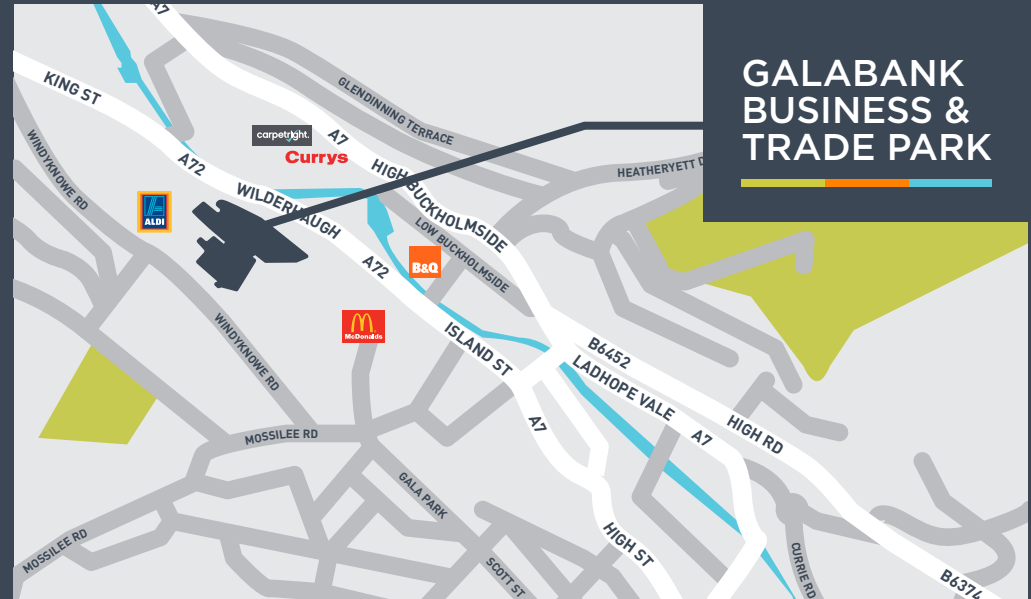 A7
KING ST
GALABANK
BUSINESS &
TRADE PARK
GLENDINNING TERRACE
carpetright.
Currys
A7
A72
HIGH BUCKHOLMSIDE
HEATHERYETT D
WINDYKNOWE RD
ALDI
WILDERHAUGH
LOW BUCKHOLMSIDE
A72
B&Q
McDonalds
WINDYKNOWE RD
ISLAND ST
B6452
LADHOPE VALE
A7
HIGH RD
A7
MOSSILEE RD
GALA PARK
MOSSILEE RD
HIGH ST
SCOTT ST
CURRIE RD
B6374